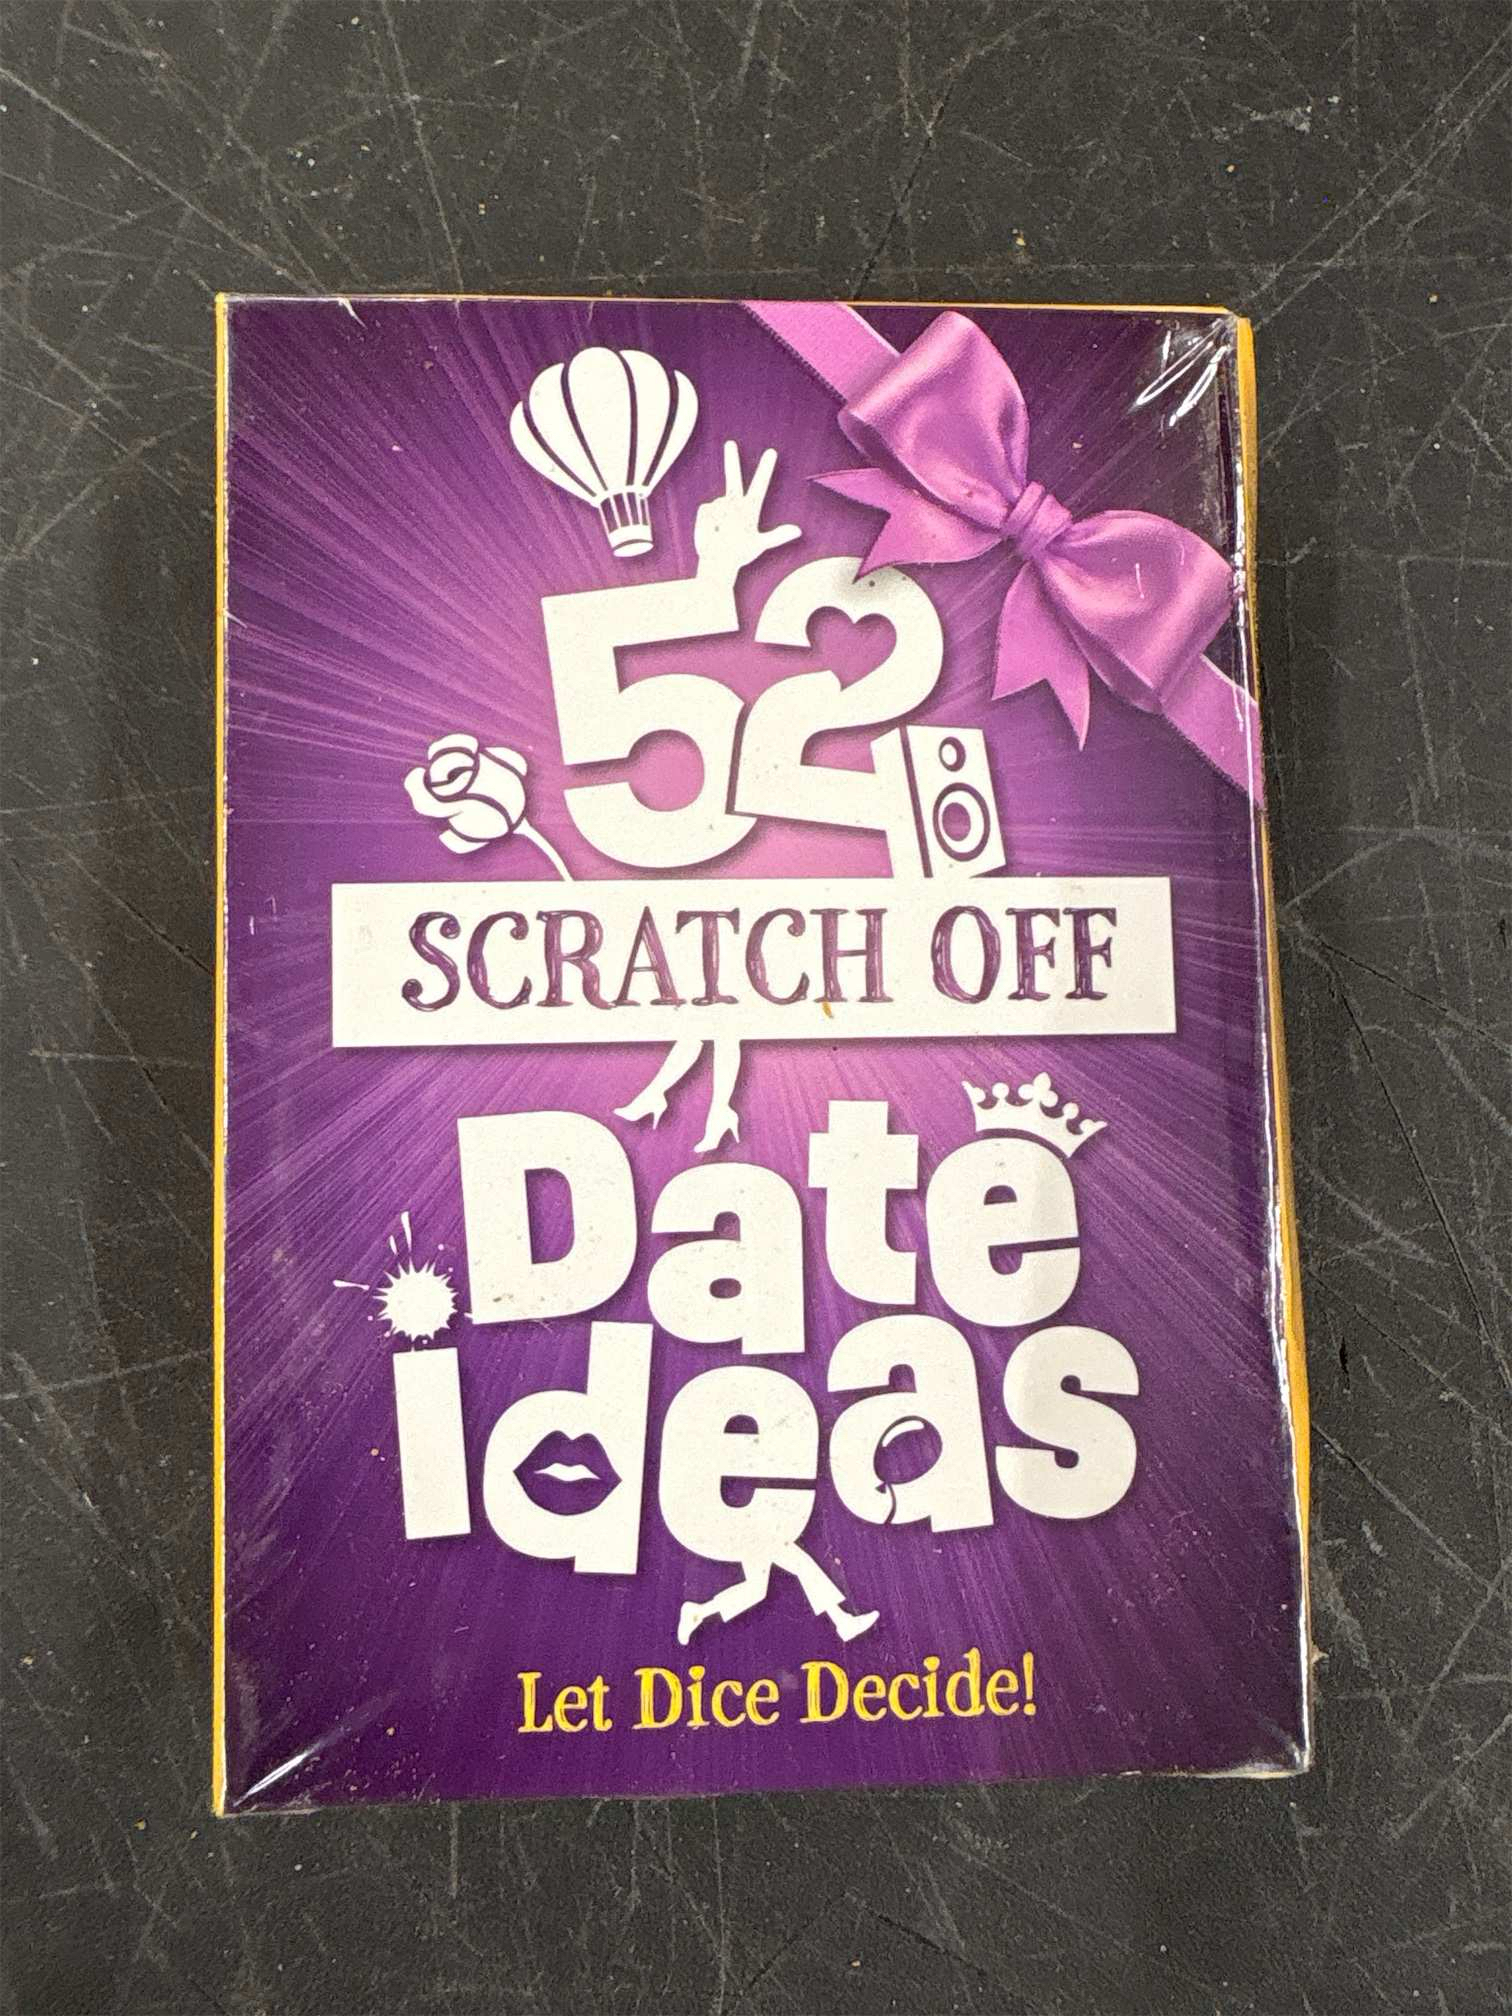 52
SCRATCH OFF
Date
ideas
Let Dice Decide!